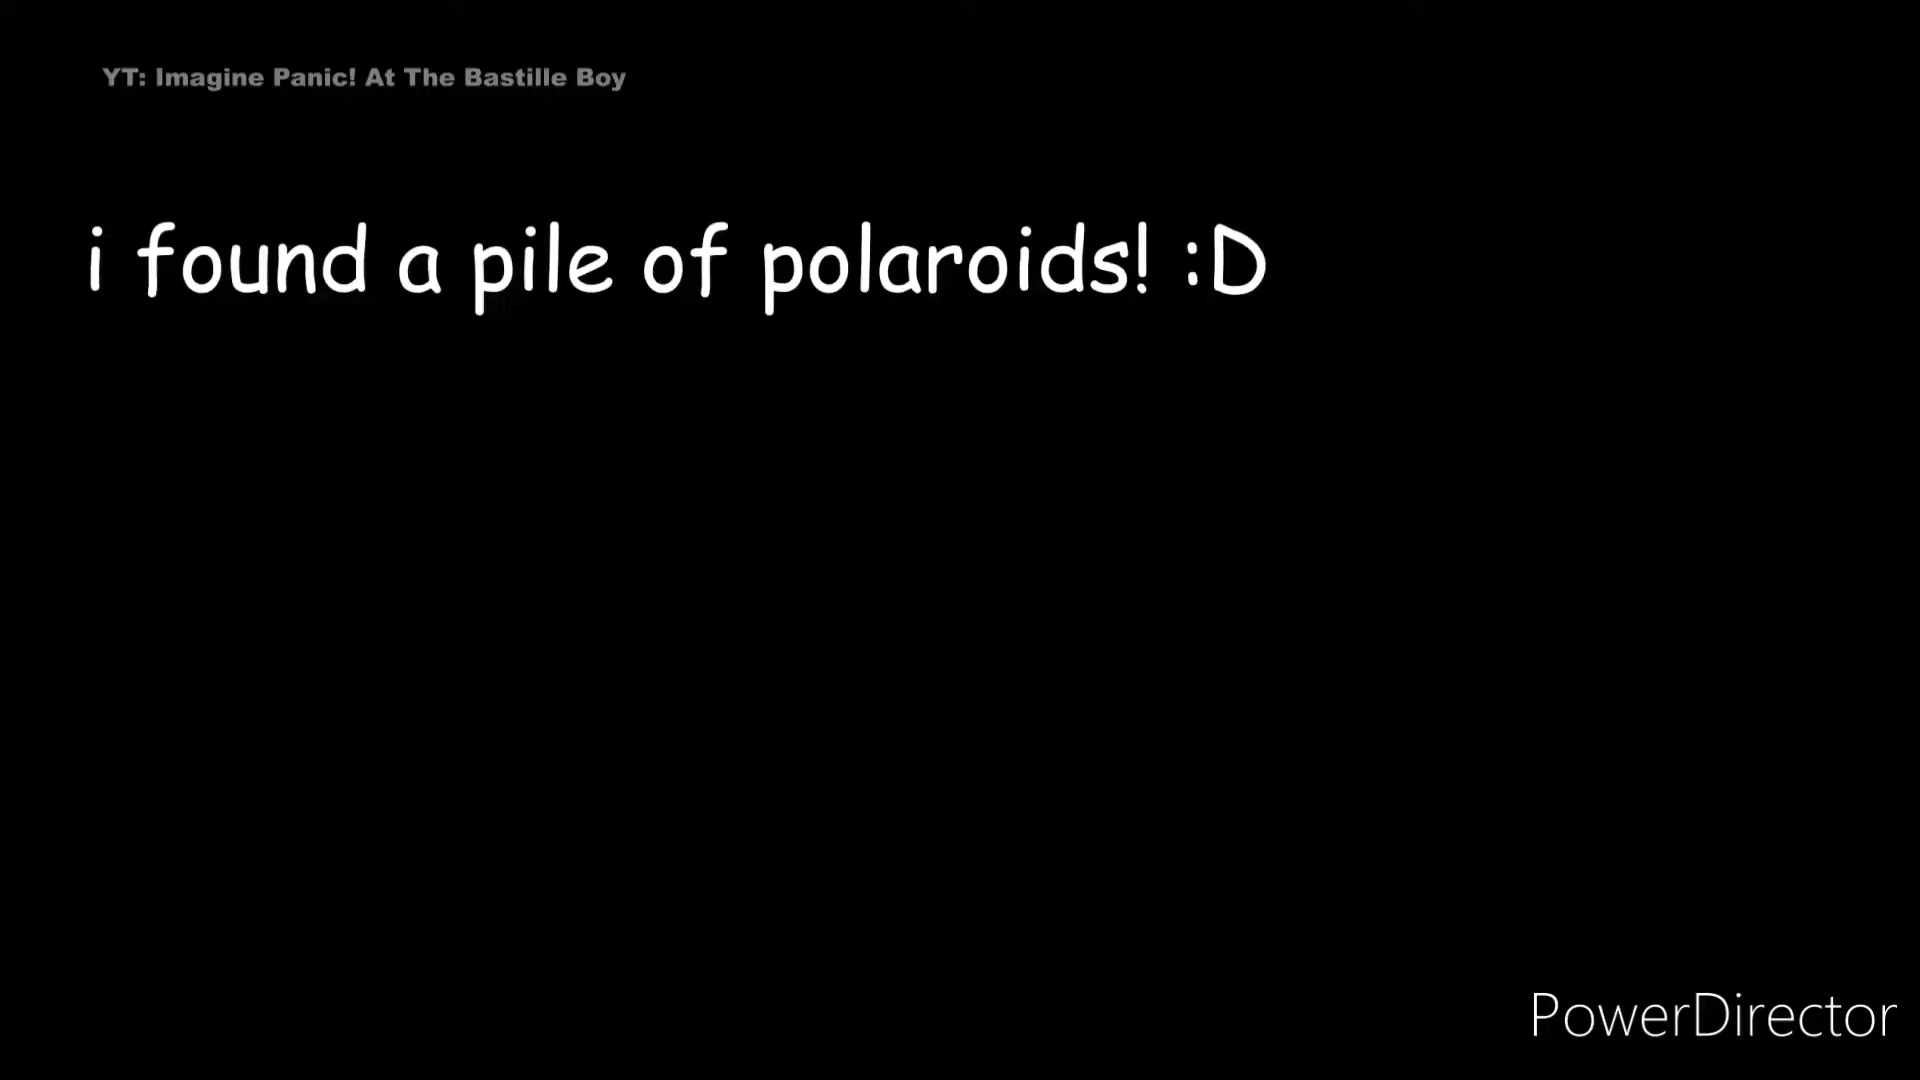 YT: Imagine Panic! At The Bastille Boy
i found a pile of polaroids! :D
PowerDirector